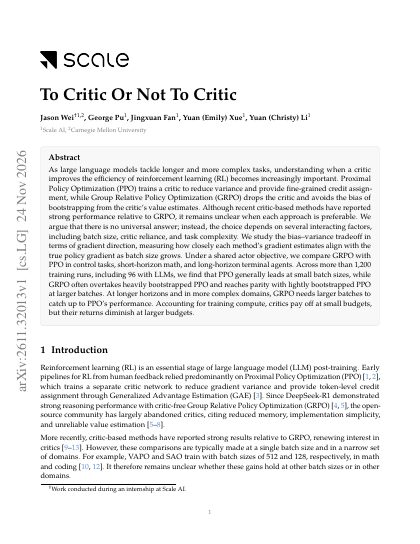 scale
To Critic Or Not To Critic
Jason Wei†1,2, George Pu1, Jingxuan Fan1, Yuan (Emily) Xue1, Yuan (Christy) Li1
1Scale AI, 2Carnegie Mellon University
Abstract
As large language models tackle longer and more complex tasks, understanding when a critic
improves the efficiency of reinforcement learning (RL) becomes increasingly important. Proximal
Policy Optimization (PPO) trains a critic to reduce variance and provide fine-grained credit assign-
ment, while Group Relative Policy Optimization (GRPO) drops the critic and avoids the bias of
bootstrapping from the critic's value estimates. Although recent critic-based methods have reported
strong performance relative to GRPO, it remains unclear when each approach is preferable. We
argue that there is no universal answer; instead, the choice depends on several interacting factors,
including batch size, critic reliance, and task complexity. We study the bias–variance tradeoff in
terms of gradient direction, measuring how closely each method's gradient estimates align with the
true policy gradient as batch size grows. Under a shared actor objective, we compare GRPO with
PPO in control tasks, short-horizon math, and long-horizon terminal agents. Across more than 1,200
training runs, including 96 with LLMs, we find that PPO generally leads at small batch sizes, while
GRPO often overtakes heavily bootstrapped PPO and reaches parity with lightly bootstrapped PPO
at larger batches. At longer horizons and in more complex domains, GRPO needs larger batches to
catch up to PPO's performance. Accounting for training compute, critics pay off at small budgets,
but their returns diminish at larger budgets.
arXiv:2611.32013v1 [cs.LG] 24 Nov 2026
1 Introduction
Reinforcement learning (RL) is an essential stage of large language model (LLM) post-training. Early
pipelines for RL from human feedback relied predominantly on Proximal Policy Optimization (PPO) [1, 2],
which trains a separate critic network to reduce gradient variance and provide token-level credit
assignment through Generalized Advantage Estimation (GAE) [3]. Since DeepSeek-R1 demonstrated
strong reasoning performance with critic-free Group Relative Policy Optimization (GRPO) [4, 5], the open-
source community has largely abandoned critics, citing reduced memory, implementation simplicity,
and unreliable value estimation [5–8].
More recently, critic-based methods have reported strong results relative to GRPO, renewing interest in
critics [9–13]. However, these comparisons are typically made at a single batch size and in a narrow set
of domains. For example, VAPO and SAO train with batch sizes of 512 and 128, respectively, in math
and coding [10, 12]. It therefore remains unclear whether these gains hold at other batch sizes or in other
domains.
†Work conducted during an internship at Scale AI.
1